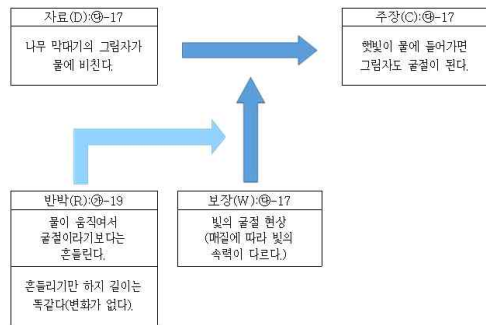 자료(D):㉰-17
나무 막대기의 그림자가
물에 비친다.
주장(C):㉰-17
햇빛이 물에 들어가면
그림자도 굴절이 된다.
반박(R):㉮-19
물이 움직여서
굴절이라기보다는
흔들린다.
흔들리기만 하지 길이는
똑같다(변화가 없다).
보장(W):㉰-17
빛의 굴절 현상
(매질에 따라 빛의
속력이 다르다.)